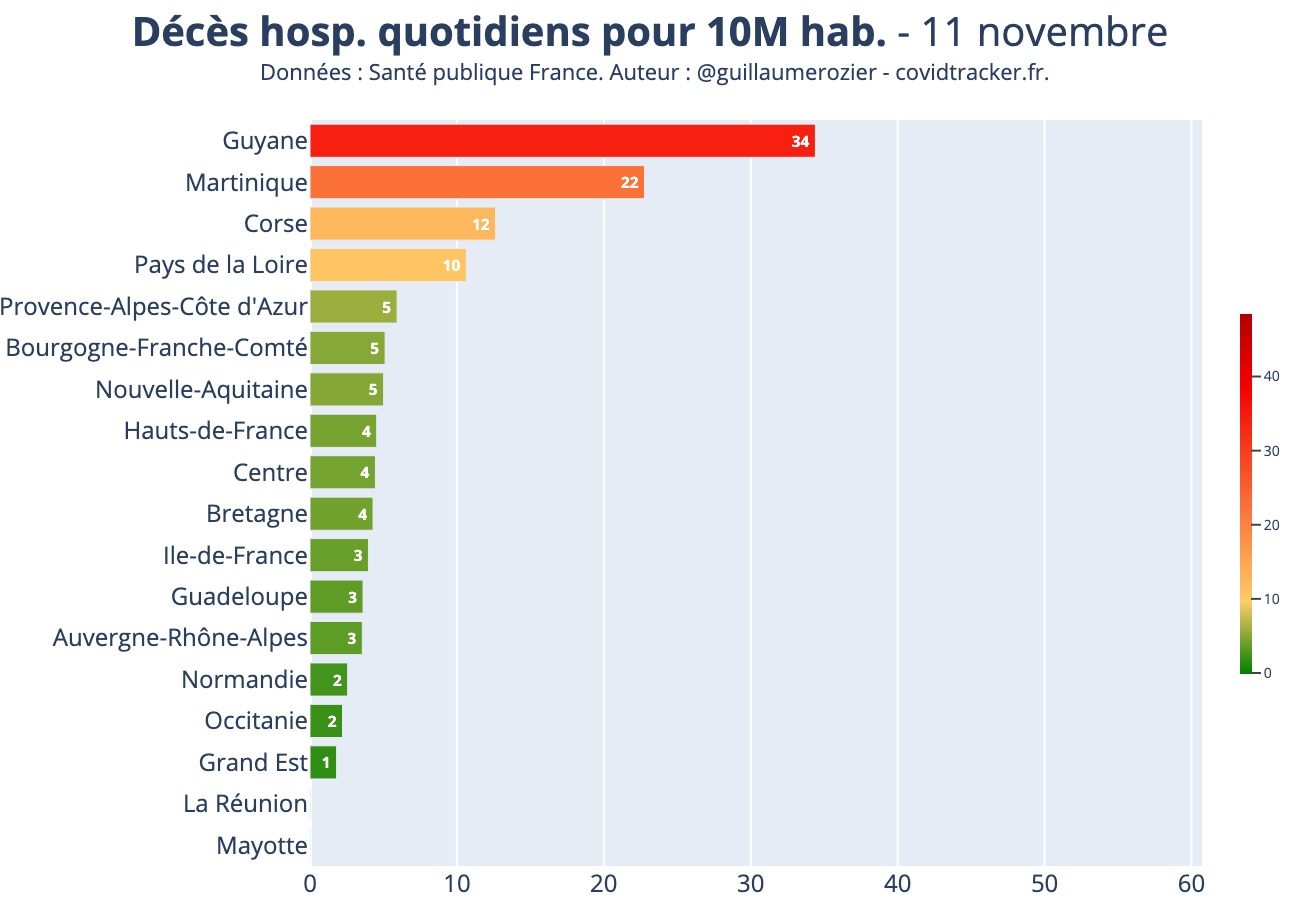 Décès hosp. quotidiens pour 10M hab. - 11 novembre
Données : Santé publique France. Auteur : @guillaumerozier - covidtracker.fr.
Guyane 34
Martinique 22
Corse 12
Pays de la Loire 10
Provence-Alpes-Côte d'Azur 5
Bourgogne-Franche-Comté 5
Nouvelle-Aquitaine 5
Hauts-de-France 4
Centre 4
Bretagne 4
Ile-de-France 3
Guadeloupe 3
Auvergne-Rhône-Alpes 3
Normandie 2
Occitanie 2
Grand Est 1
La Réunion
Mayotte
0 10 20 30 40 50 60
40
30
20
10
0